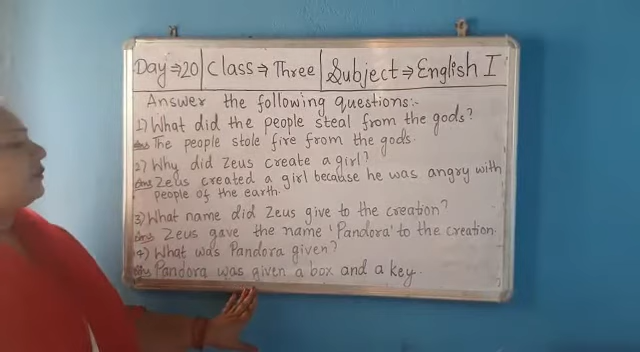 Day → 20 Class → Three Subject → English I
Answer the following questions:-
1) What did the people steal from the gods?
Ans The people stole fire from the gods.
2) Why did Zeus create a girl?
Ans Zeus created a girl because he was angry with
people of the earth.
3) What name did Zeus give to the creation?
Ans Zeus gave the name 'Pandora' to the creation.
4) What was Pandora given?
Ans Pandora was given a box and a key.